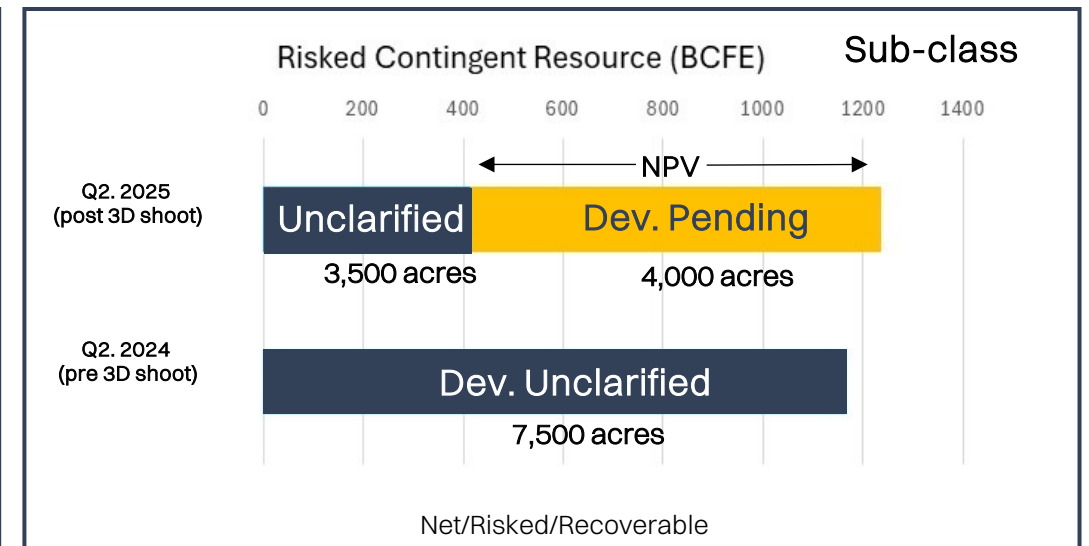 Risked Contingent Resource (BCFE)
Sub-class
0 200 400 600 800 1000 1200 1400
NPV
Q2. 2025
(post 3D shoot)
Unclarified
Dev. Pending
3,500 acres
4,000 acres
Q2. 2024
(pre 3D shoot)
Dev. Unclarified
7,500 acres
Net/Risked/Recoverable